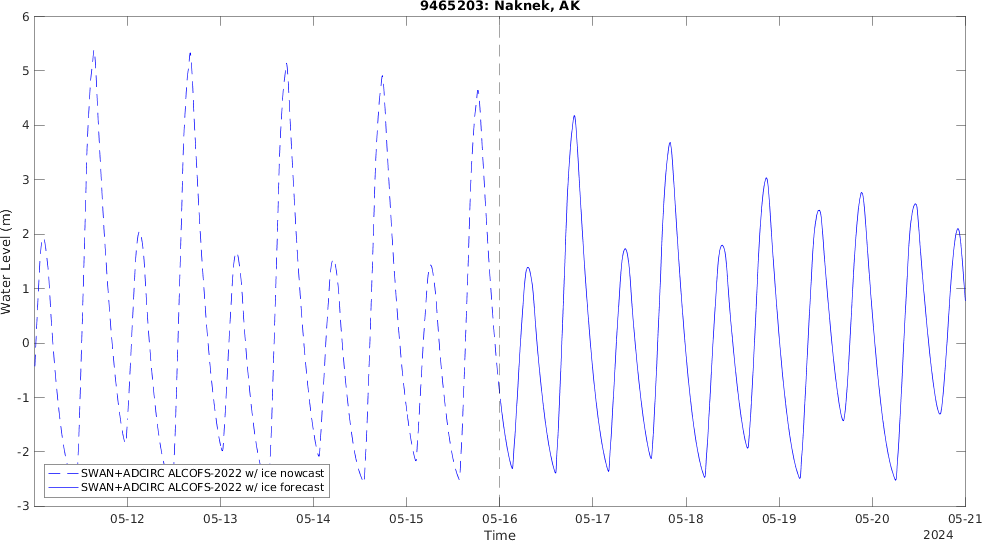 9465203: Naknek, AK
6
5
4
3
2
1
0
-1
-2
-3
Water Level (m)
SWAN+ADCIRC ALCOFS-2022 w/ ice nowcast
SWAN+ADCIRC ALCOFS-2022 w/ ice forecast
05-12 05-13 05-14 05-15 05-16 05-17 05-18 05-19 05-20 05-21
Time
2024